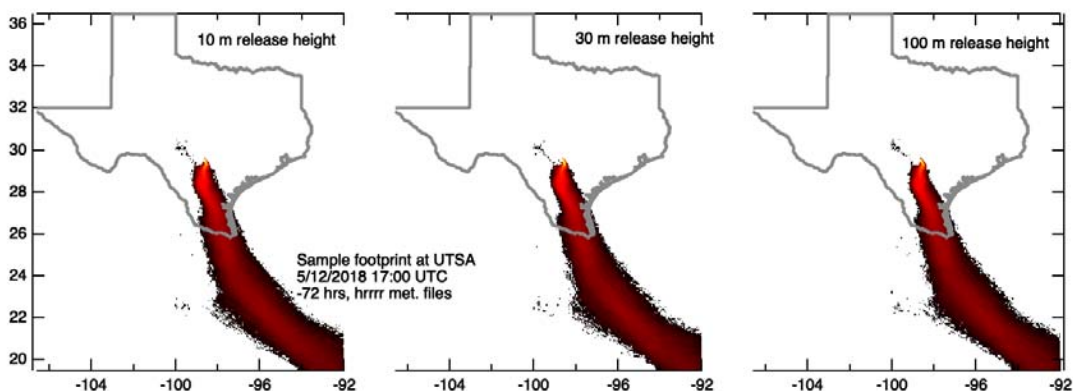 36
34
32
30
28
26
24
22
20
10 m release height
30 m release height
100 m release height
Sample footprint at UTSA
5/12/2018 17:00 UTC
-72 hrs, hrrrr met. files
-104 -100 -96 -92
-104 -100 -96 -92
-104 -100 -96 -92